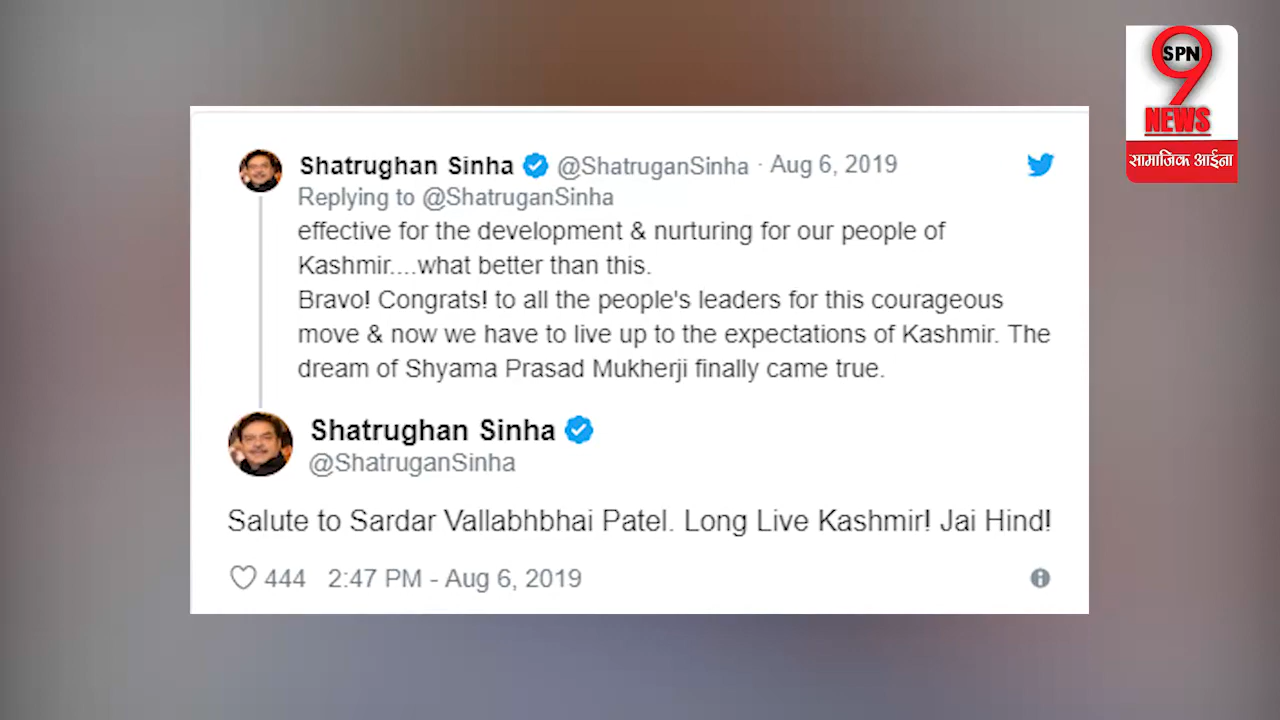 SPN
9
NEWS
सामाजिक आईना
Shatrughan Sinha @ShatruganSinha · Aug 6, 2019
Replying to @ShatruganSinha
effective for the development & nurturing for our people of
Kashmir....what better than this.
Bravo! Congrats! to all the people's leaders for this courageous
move & now we have to live up to the expectations of Kashmir. The
dream of Shyama Prasad Mukherji finally came true.
Shatrughan Sinha
@ShatruganSinha
Salute to Sardar Vallabhbhai Patel. Long Live Kashmir! Jai Hind!
444 2:47 PM - Aug 6, 2019